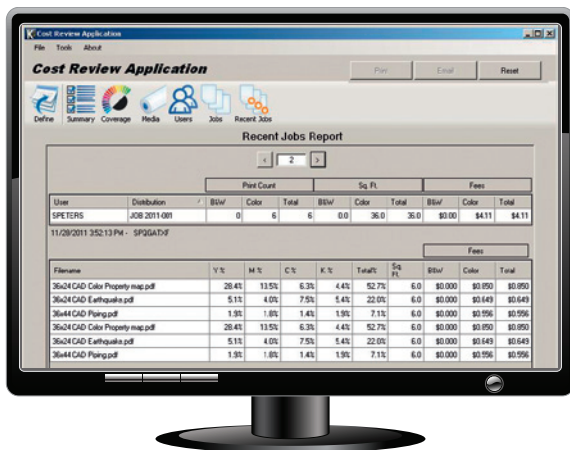 K Cost Review Application
File Tools About
Cost Review Application Print Email Reset
Define Summary Coverage Media Users Jobs Recent Jobs
Recent Jobs Report
< 2 >
Print Count Sq. Ft. Fees
User Distribution B&W Color Total B&W Color Total B&W Color Total
SPETERS JOB 2011-001 0 6 6 0.0 36.0 36.0 $0.00 $4.11 $4.11
11/28/2011 3:52:13 PM -
Fees
Filename Y % M % C % K % Total% Sq. Ft. B&W Color Total
36x24 CAD Color Property map.pdf 28.4% 13.5% 6.3% 4.4% 52.7% 6.0 $0.000 $0.850 $0.850
36x24 CAD Earthquake.pdf 5.1% 4.0% 7.5% 5.4% 22.0% 6.0 $0.000 $0.649 $0.649
36x44 CAD Piping.pdf 1.9% 1.8% 1.4% 1.9% 7.1% 6.0 $0.000 $0.556 $0.556
36x24 CAD Color Property map.pdf 28.4% 13.5% 6.3% 4.4% 52.7% 6.0 $0.000 $0.850 $0.850
36x24 CAD Earthquake.pdf 5.1% 4.0% 7.5% 5.4% 22.0% 6.0 $0.000 $0.649 $0.649
36x44 CAD Piping.pdf 1.9% 1.8% 1.4% 1.9% 7.1% 6.0 $0.000 $0.556 $0.556